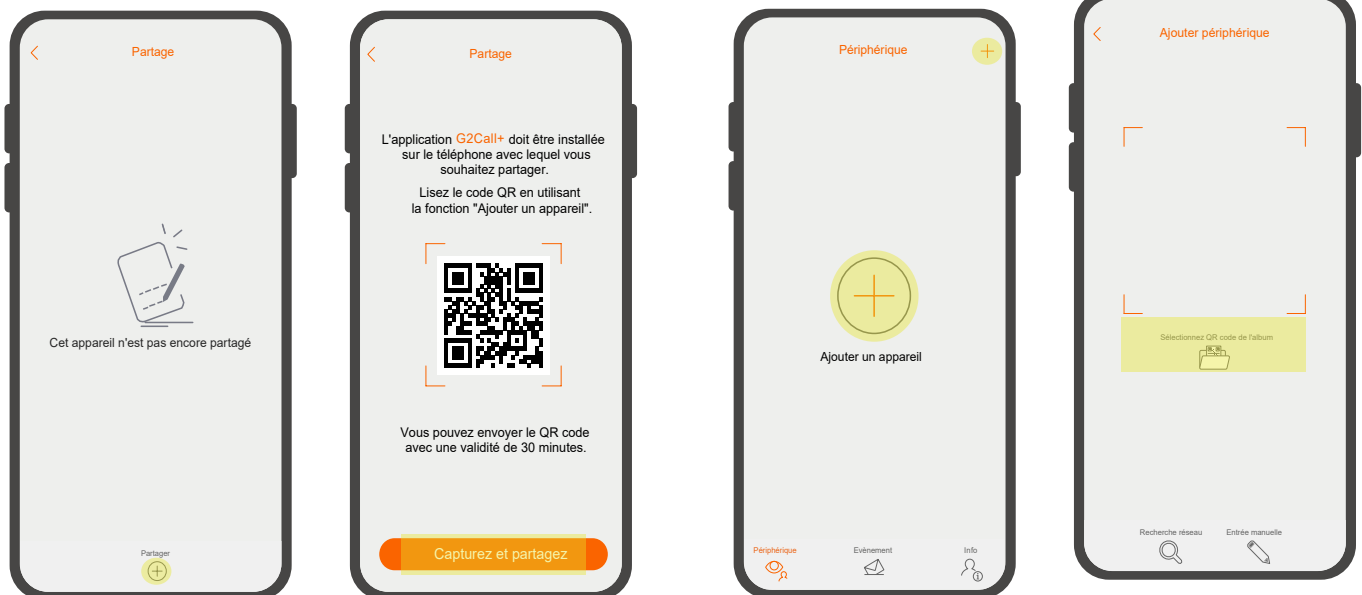 Partage
Cet appareil n'est pas encore partagé
Partager
Partage
L'application G2Call+ doit être installée
sur le téléphone avec lequel vous
souhaitez partager.
Lisez le code QR en utilisant
la fonction "Ajouter un appareil".
Vous pouvez envoyer le QR code
avec une validité de 30 minutes.
Capturez et partagez
Périphérique
Ajouter un appareil
Périphérique
Evènement
Info
Ajouter périphérique
Sélectionnez QR code de l'album
Recherche réseau
Entrée manuelle